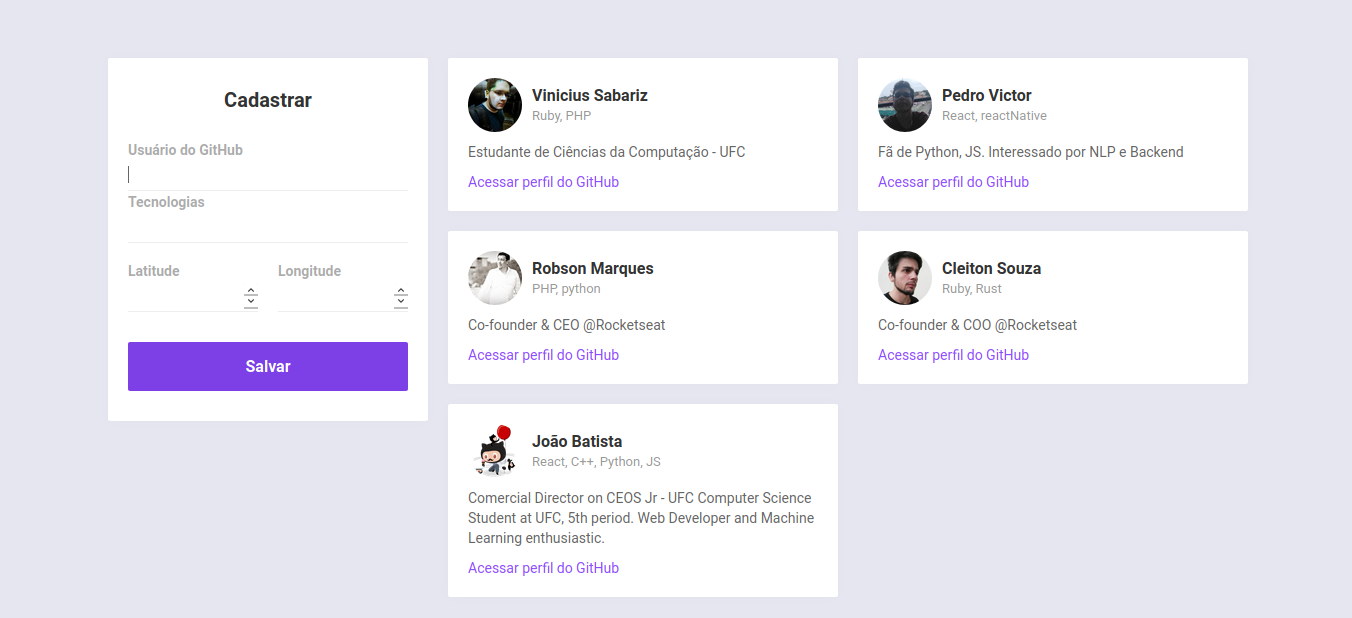 Cadastrar
Usuário do GitHub
Tecnologias
Latitude
Longitude
Salvar
Vinicius Sabariz
Ruby, PHP
Estudante de Ciências da Computação - UFC
Acessar perfil do GitHub
Pedro Victor
React, reactNative
Fã de Python, JS. Interessado por NLP e Backend
Acessar perfil do GitHub
Robson Marques
PHP, python
Co-founder & CEO @Rocketseat
Acessar perfil do GitHub
Cleiton Souza
Ruby, Rust
Co-founder & COO @Rocketseat
Acessar perfil do GitHub
João Batista
React, C++, Python, JS
Comercial Director on CEOS Jr - UFC Computer Science
Student at UFC, 5th period. Web Developer and Machine
Learning enthusiastic.
Acessar perfil do GitHub